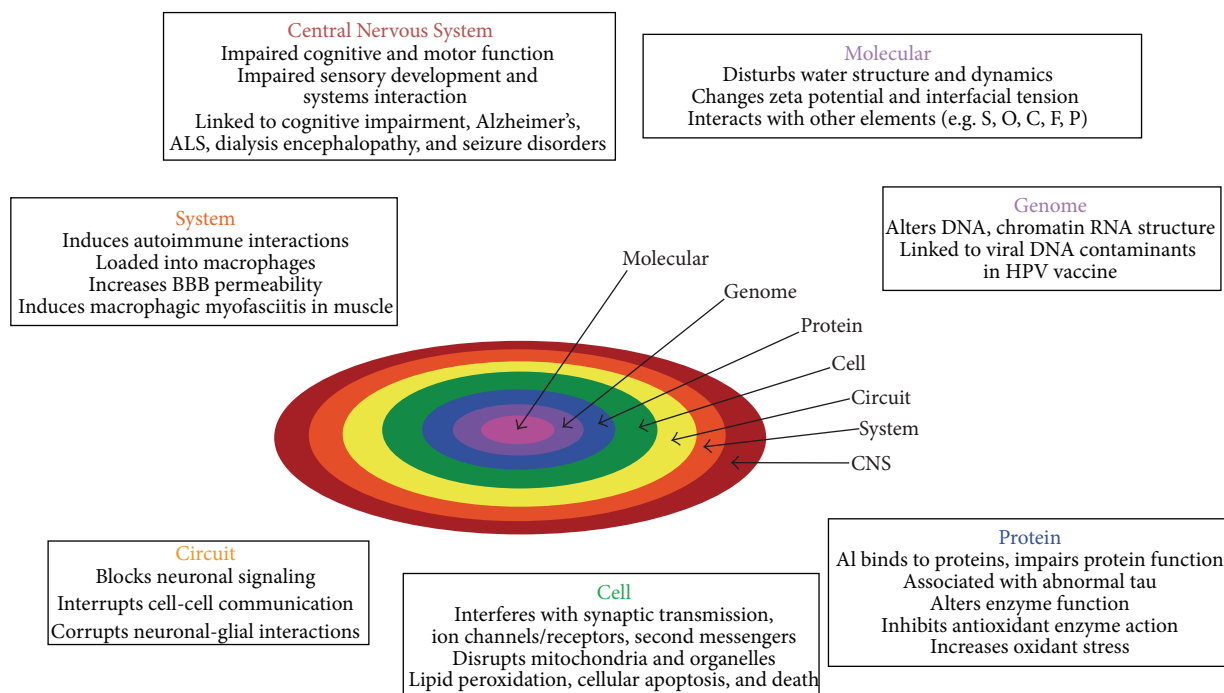 Central Nervous System
Impaired cognitive and motor function
Impaired sensory development and
systems interaction
Linked to cognitive impairment, Alzheimer's,
ALS, dialysis encephalopathy, and seizure disorders
Molecular
Disturbs water structure and dynamics
Changes zeta potential and interfacial tension
Interacts with other elements (e.g. S, O, C, F, P)
System
Induces autoimmune interactions
Loaded into macrophages
Increases BBB permeability
Induces macrophagic myofasciitis in muscle
Genome
Alters DNA, chromatin RNA structure
Linked to viral DNA contaminants
in HPV vaccine
Molecular
Genome
Protein
Cell
Circuit
System
CNS
Circuit
Blocks neuronal signaling
Interrupts cell-cell communication
Corrupts neuronal-glial interactions
Cell
Interferes with synaptic transmission,
ion channels/receptors, second messengers
Disrupts mitochondria and organelles
Lipid peroxidation, cellular apoptosis, and death
Protein
Al binds to proteins, impairs protein function
Associated with abnormal tau
Alters enzyme function
Inhibits antioxidant enzyme action
Increases oxidant stress